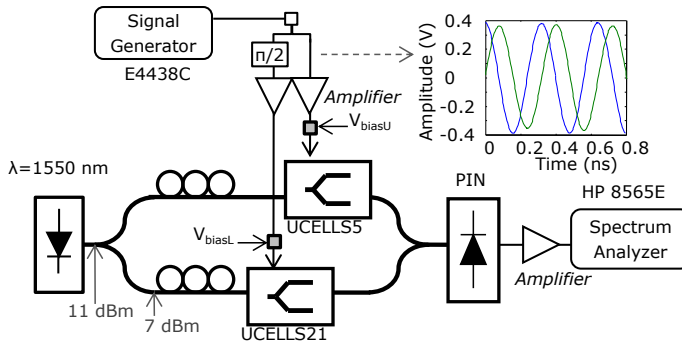 Signal
Generator
E4438C
π/2
Amplifier
V_biasU
Amplitude (V)
0.4
0.2
0
-0.2
-0.4
0 0.2 0.4 0.6 0.8
Time (ns)
λ=1550 nm
UCELLS5
V_biasL
UCELLS21
11 dBm
7 dBm
PIN
HP 8565E
Spectrum
Analyzer
Amplifier